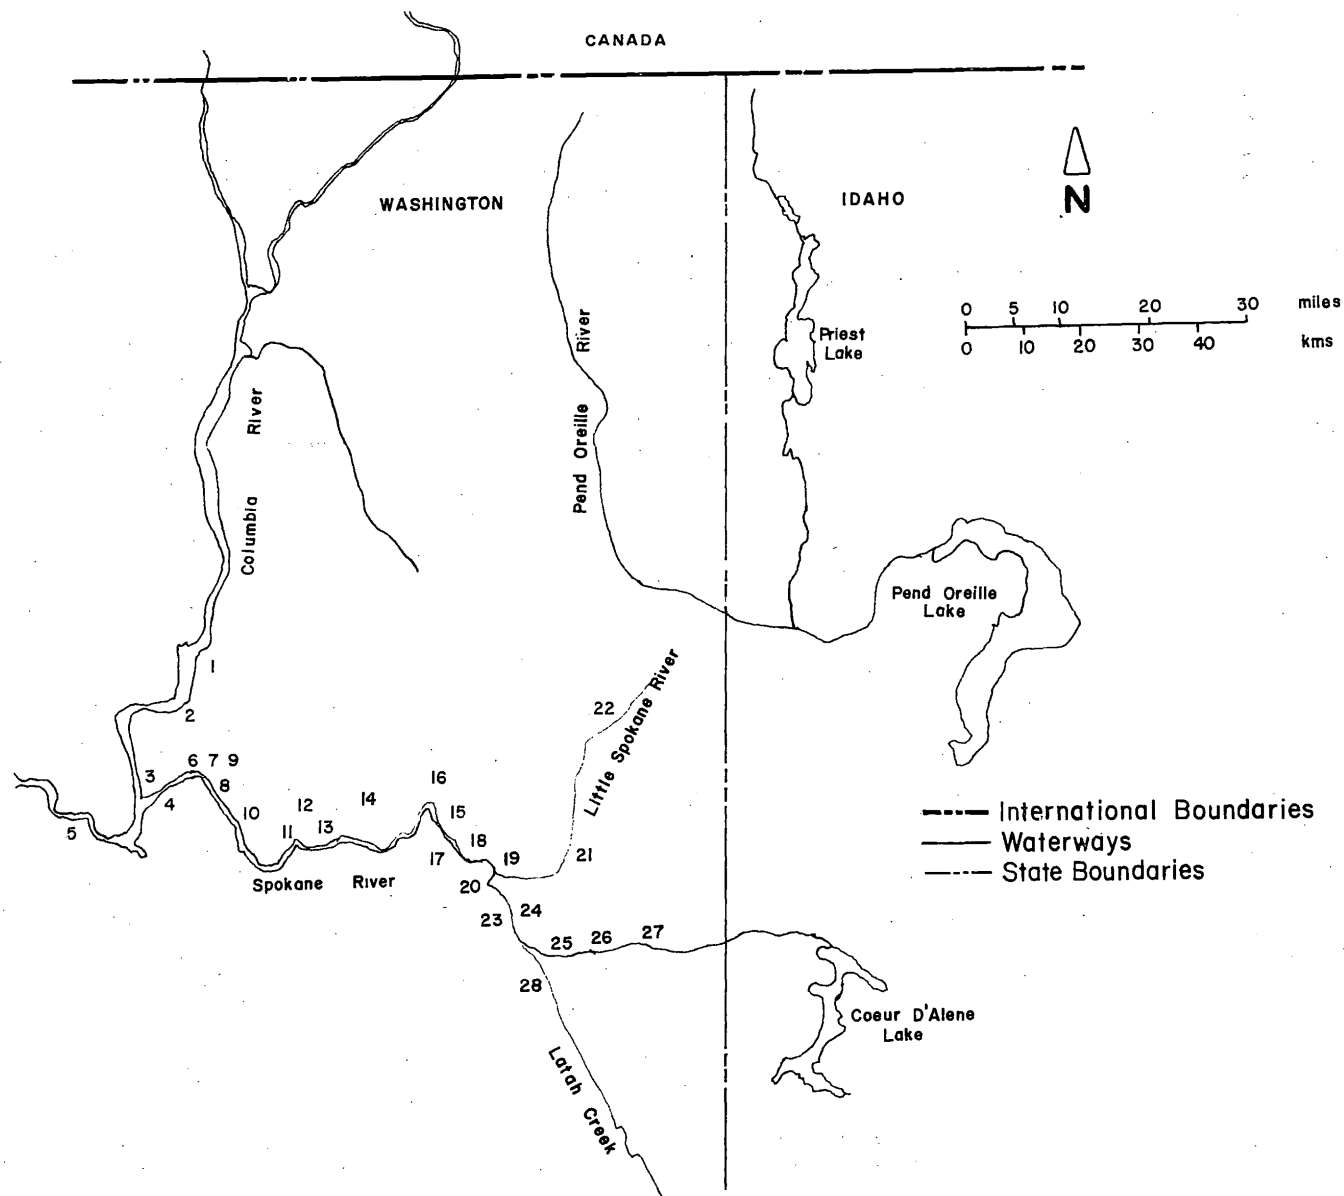 CANADA
WASHINGTON
IDAHO
N
0 5 10 20 30 miles
0 10 20 30 40 kms
Priest
Lake
River
Pend Oreille
River
Columbia
Pend Oreille
Lake
1
2
Little Spokane River
22
3
4
5
6 7 9
8
10
11
12
13
14
16
15
17
18
19
20
21
Spokane River
International Boundaries
Waterways
State Boundaries
23
24
25
26
27
28
Coeur D'Alene
Lake
Latah Creek